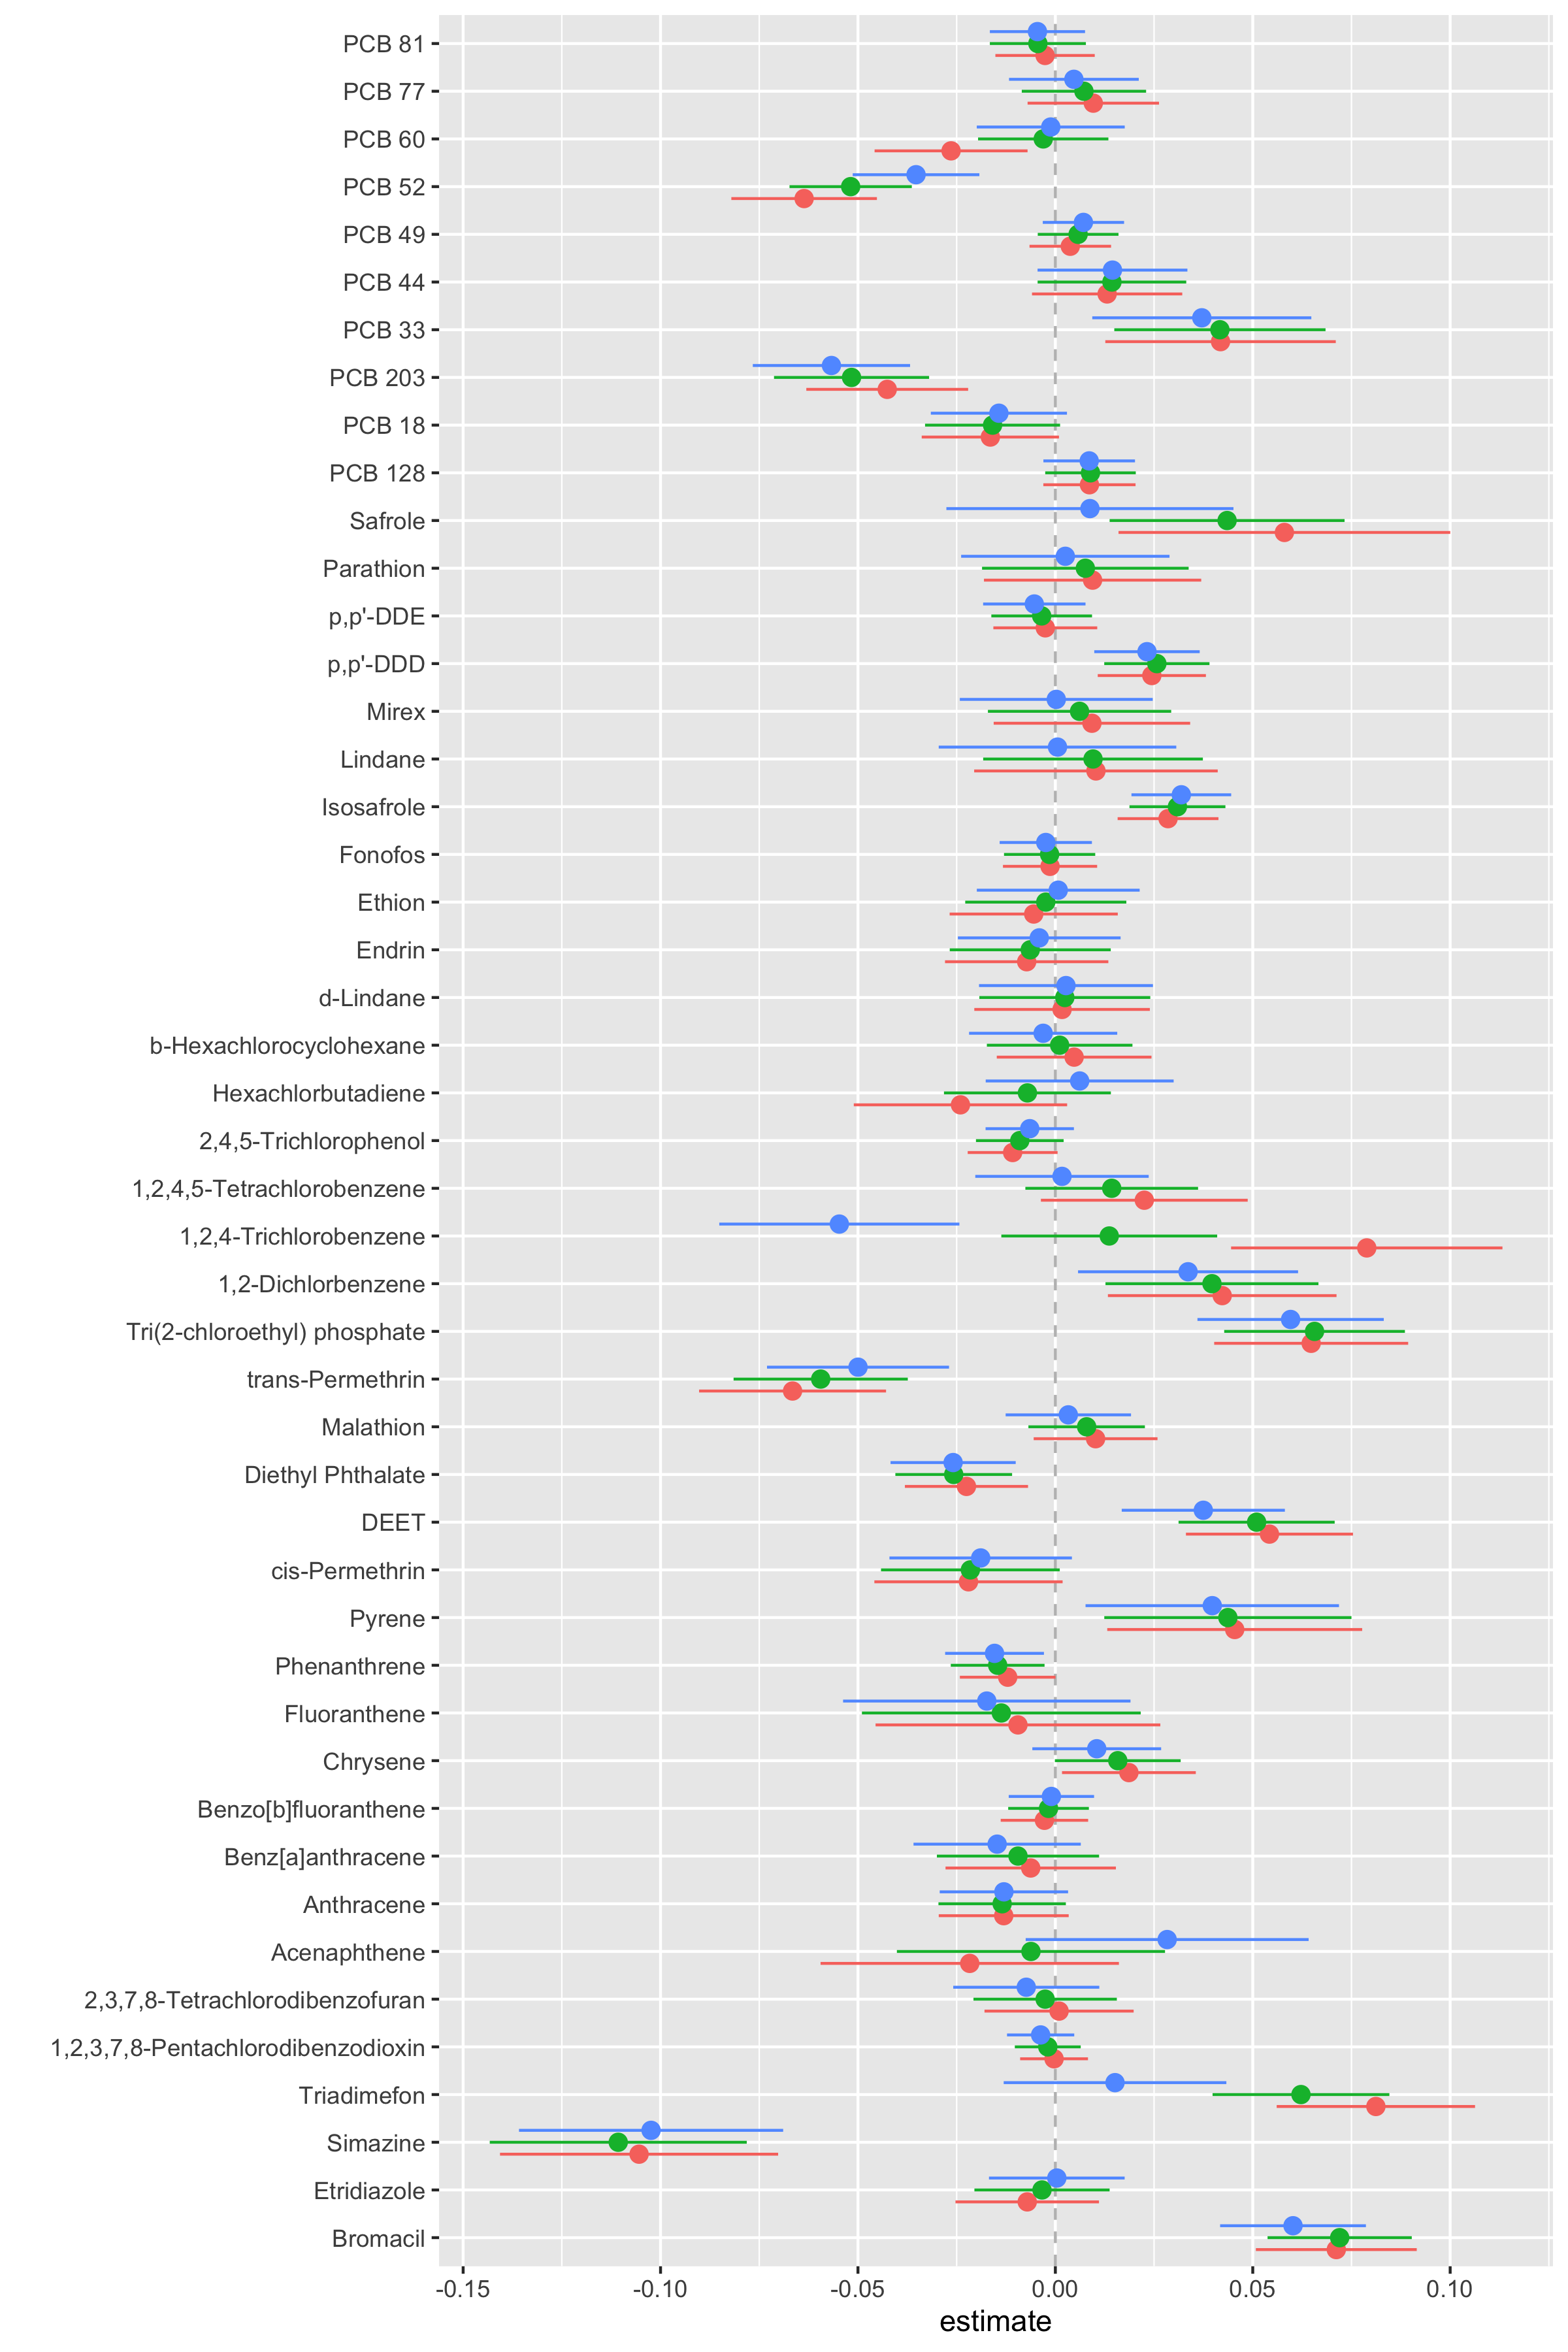 PCB 81
PCB 77
PCB 60
PCB 52
PCB 49
PCB 44
PCB 33
PCB 203
PCB 18
PCB 128
Safrole
Parathion
p,p'-DDE
p,p'-DDD
Mirex
Lindane
Isosafrole
Fonofos
Ethion
Endrin
d-Lindane
b-Hexachlorocyclohexane
Hexachlorbutadiene
2,4,5-Trichlorophenol
1,2,4,5-Tetrachlorobenzene
1,2,4-Trichlorobenzene
1,2-Dichlorbenzene
Tri(2-chloroethyl) phosphate
trans-Permethrin
Malathion
Diethyl Phthalate
DEET
cis-Permethrin
Pyrene
Phenanthrene
Fluoranthene
Chrysene
Benzo[b]fluoranthene
Benz[a]anthracene
Anthracene
Acenaphthene
2,3,7,8-Tetrachlorodibenzofuran
1,2,3,7,8-Pentachlorodibenzodioxin
Triadimefon
Simazine
Etridiazole
Bromacil
-0.15 -0.10 -0.05 0.00 0.05 0.10
estimate